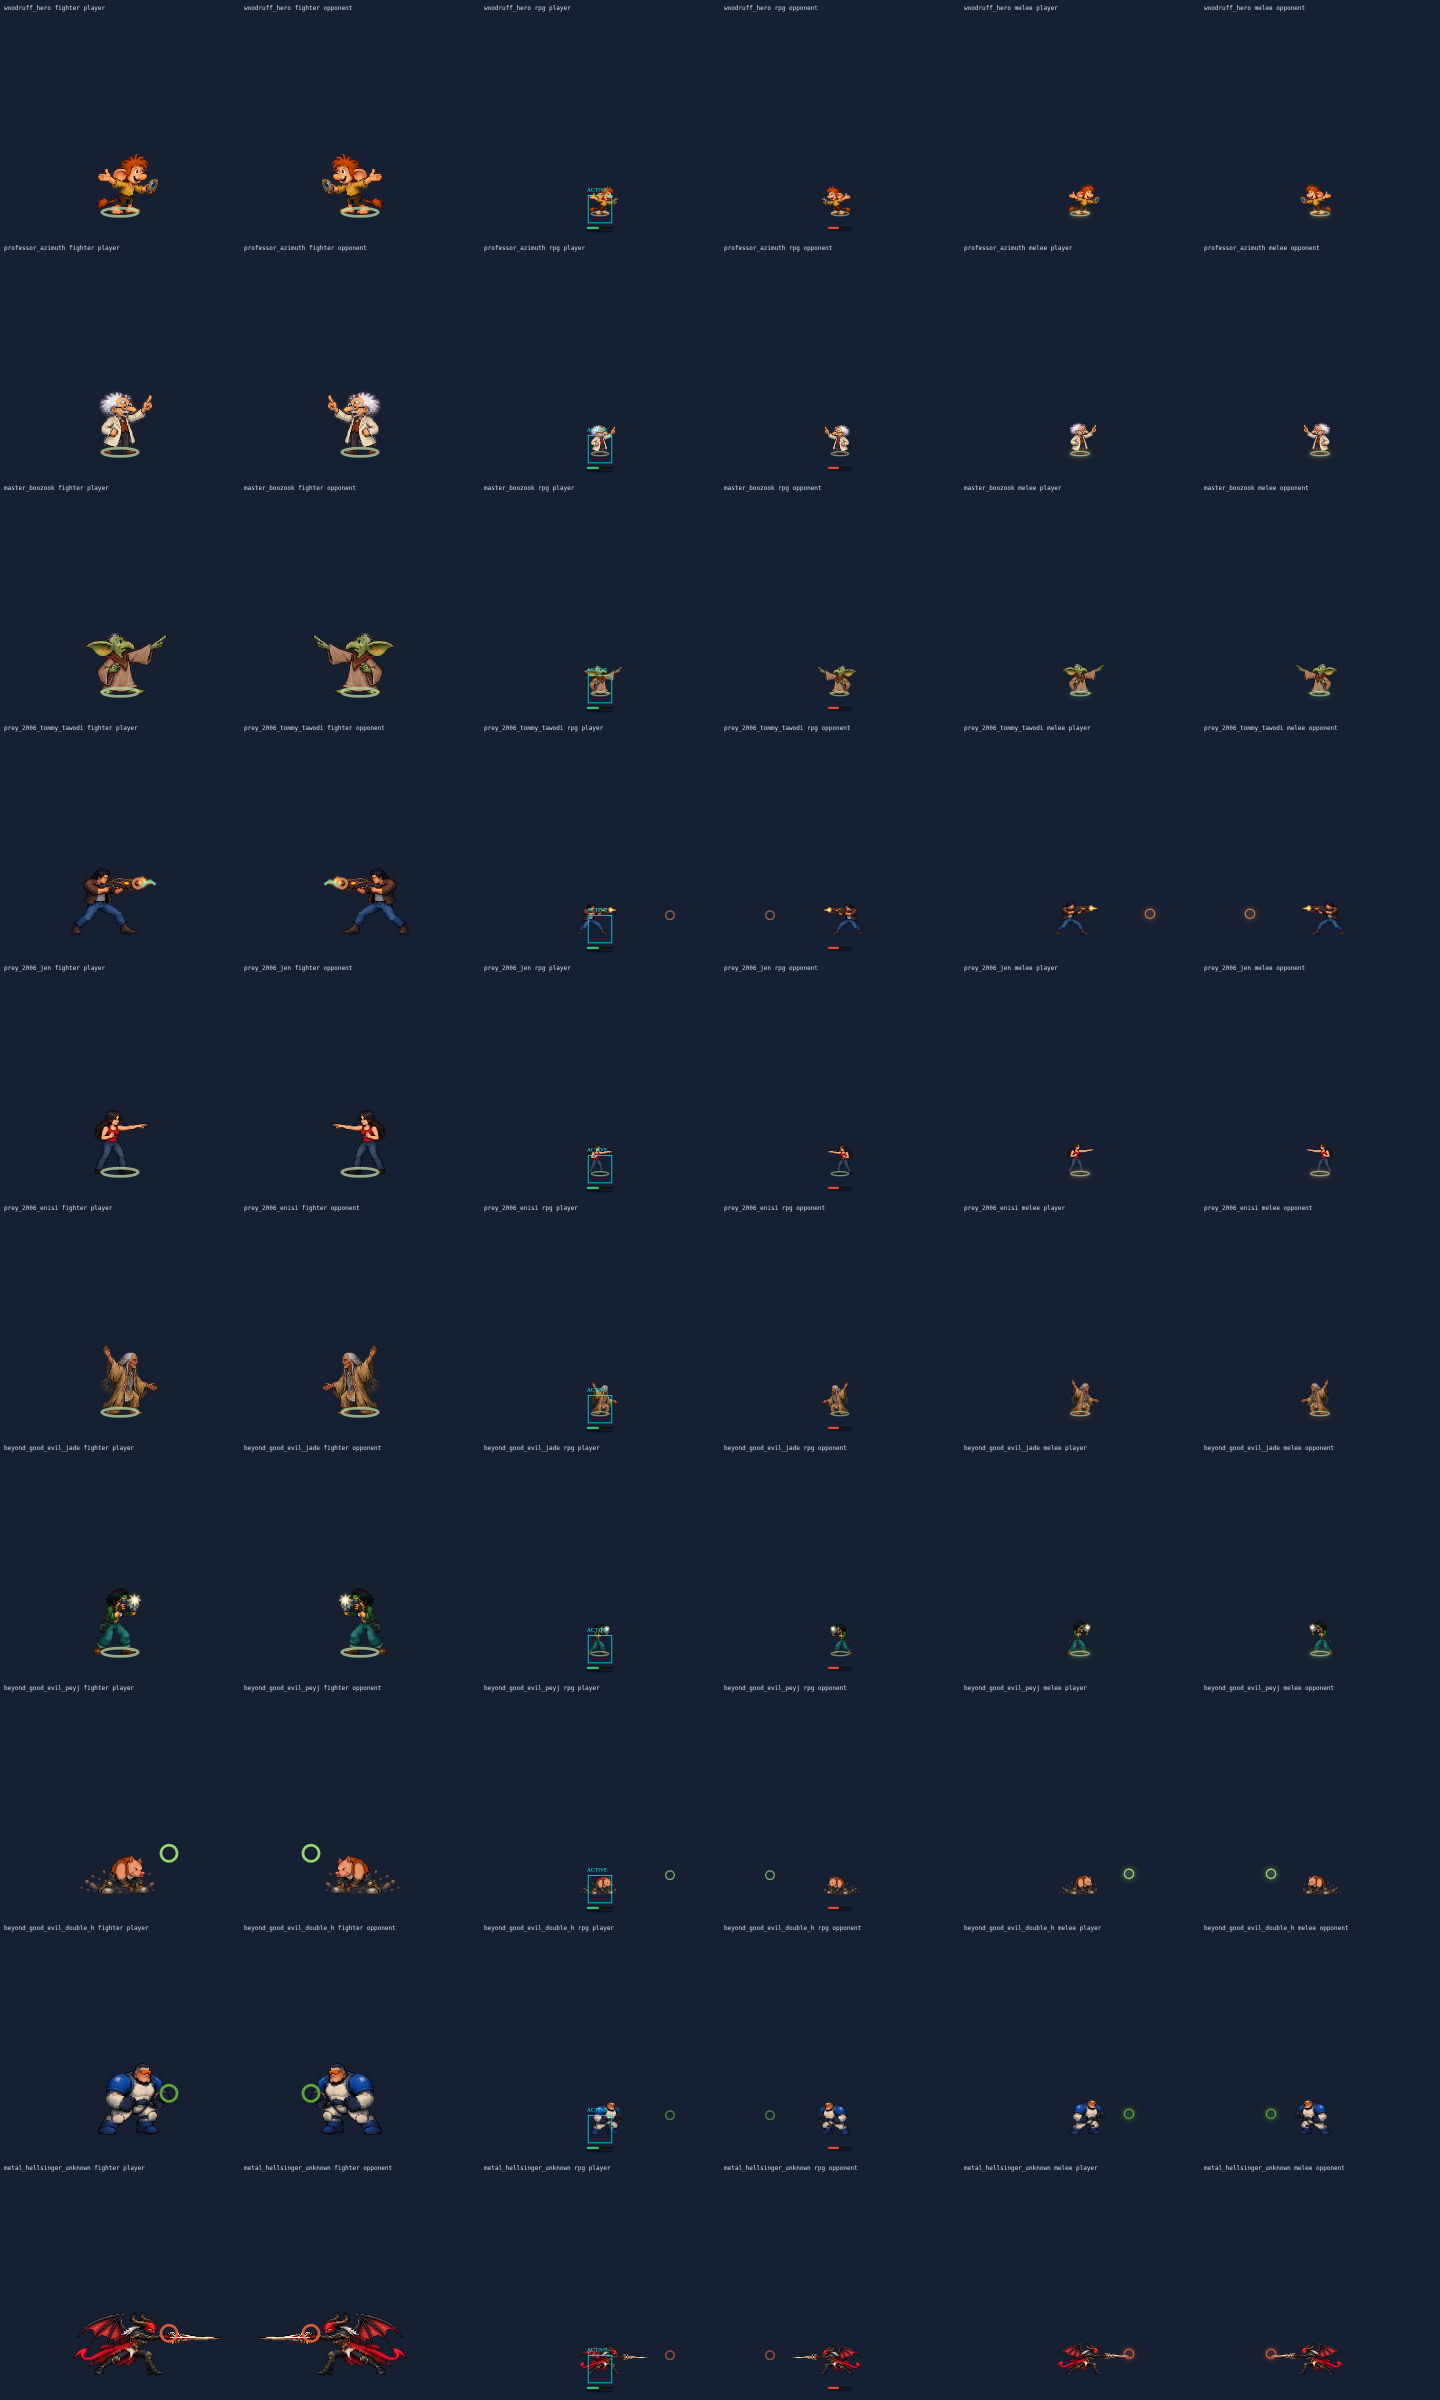 woodruff_hero fighter player woodruff_hero fighter opponent woodruff_hero rpg player woodruff_hero rpg opponent woodruff_hero melee player woodruff_hero melee opponent
ACTIVE
professor_azimuth fighter player professor_azimuth fighter opponent professor_azimuth rpg player professor_azimuth rpg opponent professor_azimuth melee player professor_azimuth melee opponent
master_boozook fighter player master_boozook fighter opponent master_boozook rpg player master_boozook rpg opponent master_boozook melee player master_boozook melee opponent
prey_2006_tommy_tawodi fighter player prey_2006_tommy_tawodi fighter opponent prey_2006_tommy_tawodi rpg player prey_2006_tommy_tawodi rpg opponent prey_2006_tommy_tawodi melee player prey_2006_tommy_tawodi melee opponent
prey_2006_jen fighter player prey_2006_jen fighter opponent prey_2006_jen rpg player prey_2006_jen rpg opponent prey_2006_jen melee player prey_2006_jen melee opponent
ACTIVE
prey_2006_enisi fighter player prey_2006_enisi fighter opponent prey_2006_enisi rpg player prey_2006_enisi rpg opponent prey_2006_enisi melee player prey_2006_enisi melee opponent
ACTIVE
beyond_good_evil_jade fighter player beyond_good_evil_jade fighter opponent beyond_good_evil_jade rpg player beyond_good_evil_jade rpg opponent beyond_good_evil_jade melee player beyond_good_evil_jade melee opponent
ACTIVE
beyond_good_evil_peyj fighter player beyond_good_evil_peyj fighter opponent beyond_good_evil_peyj rpg player beyond_good_evil_peyj rpg opponent beyond_good_evil_peyj melee player beyond_good_evil_peyj melee opponent
ACTIVE
beyond_good_evil_double_h fighter player beyond_good_evil_double_h fighter opponent beyond_good_evil_double_h rpg player beyond_good_evil_double_h rpg opponent beyond_good_evil_double_h melee player beyond_good_evil_double_h melee opponent
ACTIVE
metal_hellsinger_unknown fighter player metal_hellsinger_unknown fighter opponent metal_hellsinger_unknown rpg player metal_hellsinger_unknown rpg opponent metal_hellsinger_unknown melee player metal_hellsinger_unknown melee opponent
ACTIVE